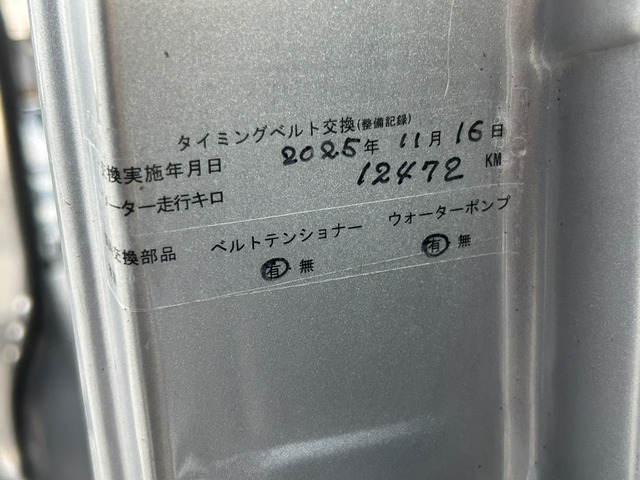 タイミングベルト交換(整備記録)
換実施年月日 2025年 11月 16日
ーター走行キロ 12472 KM
交換部品 ベルトテンショナー ウォーターポンプ
有・無 有・無